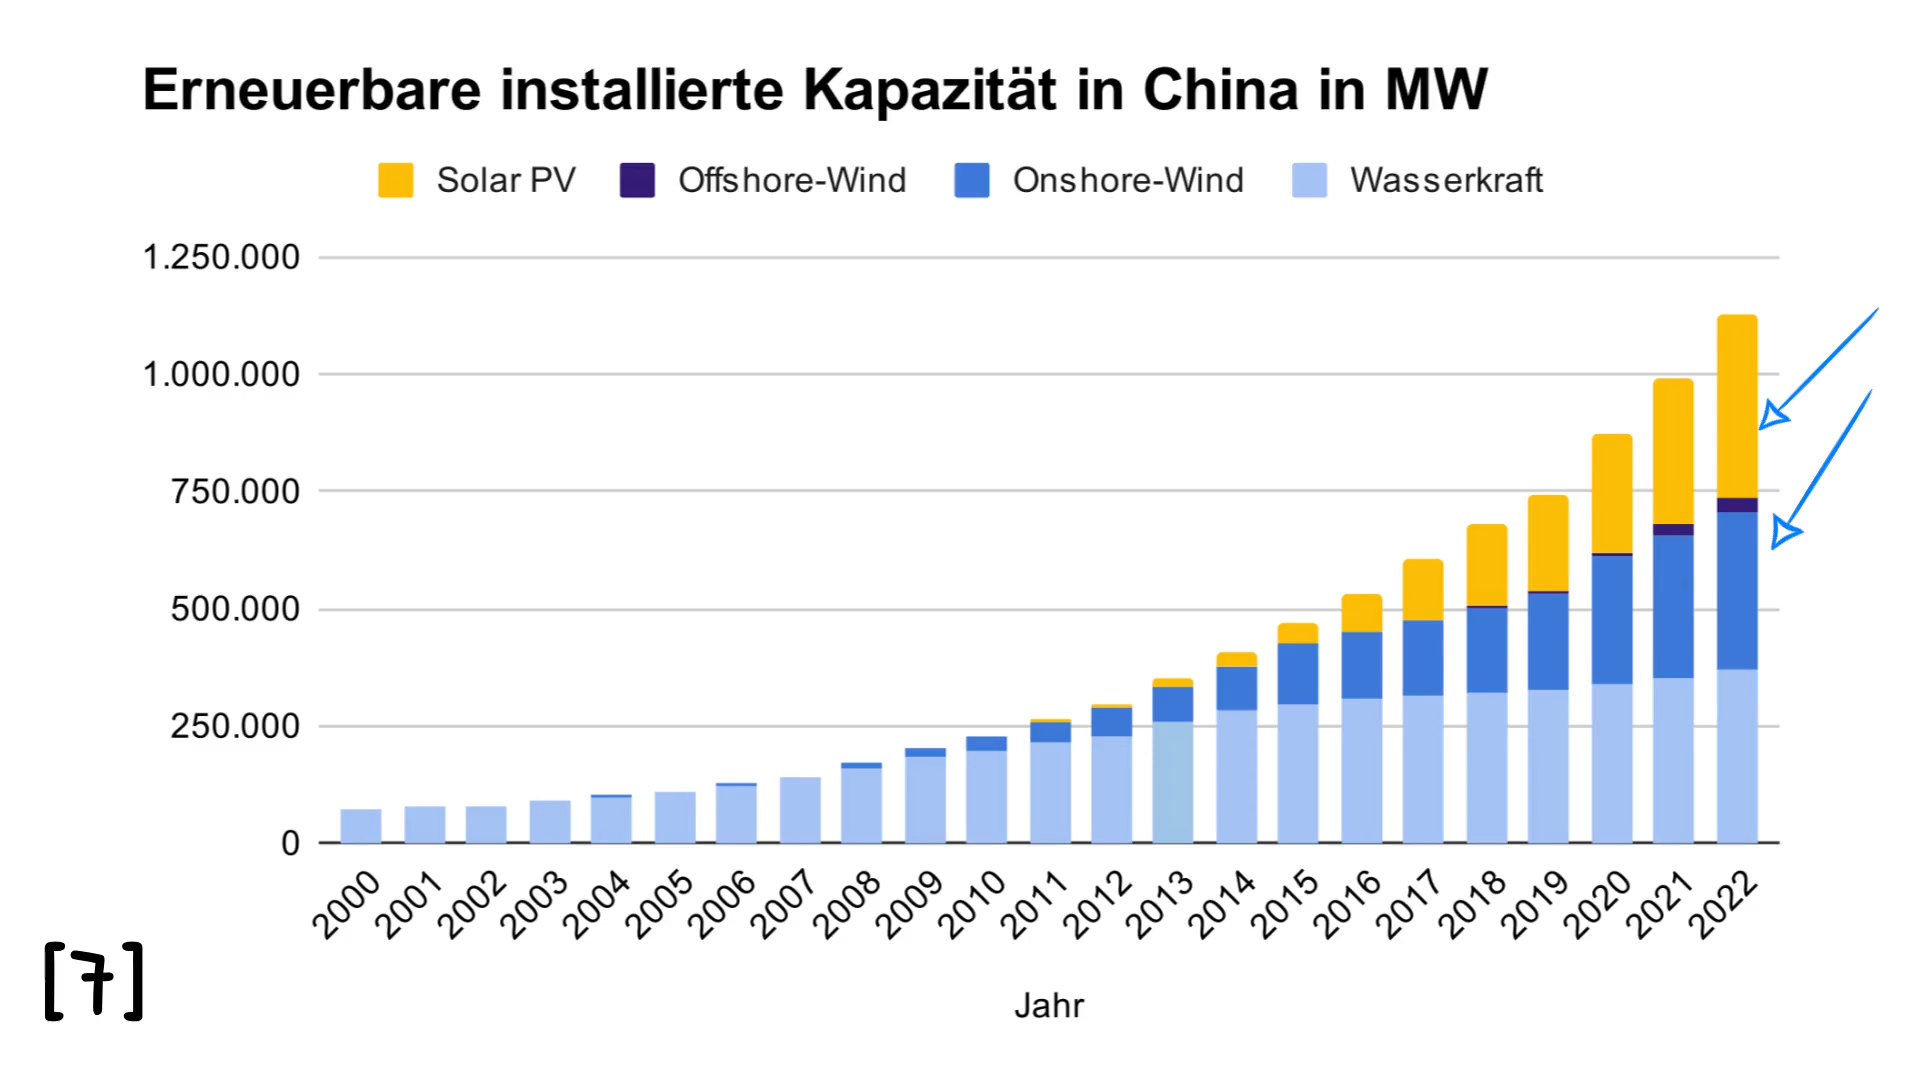 Erneuerbare installierte Kapazität in China in MW
Solar PV Offshore-Wind Onshore-Wind Wasserkraft
1.250.000
1.000.000
750.000
500.000
250.000
0
2000 2001 2002 2003 2004 2005 2006 2007 2008 2009 2010 2011 2012 2013 2014 2015 2016 2017 2018 2019 2020 2021 2022
[7]
Jahr